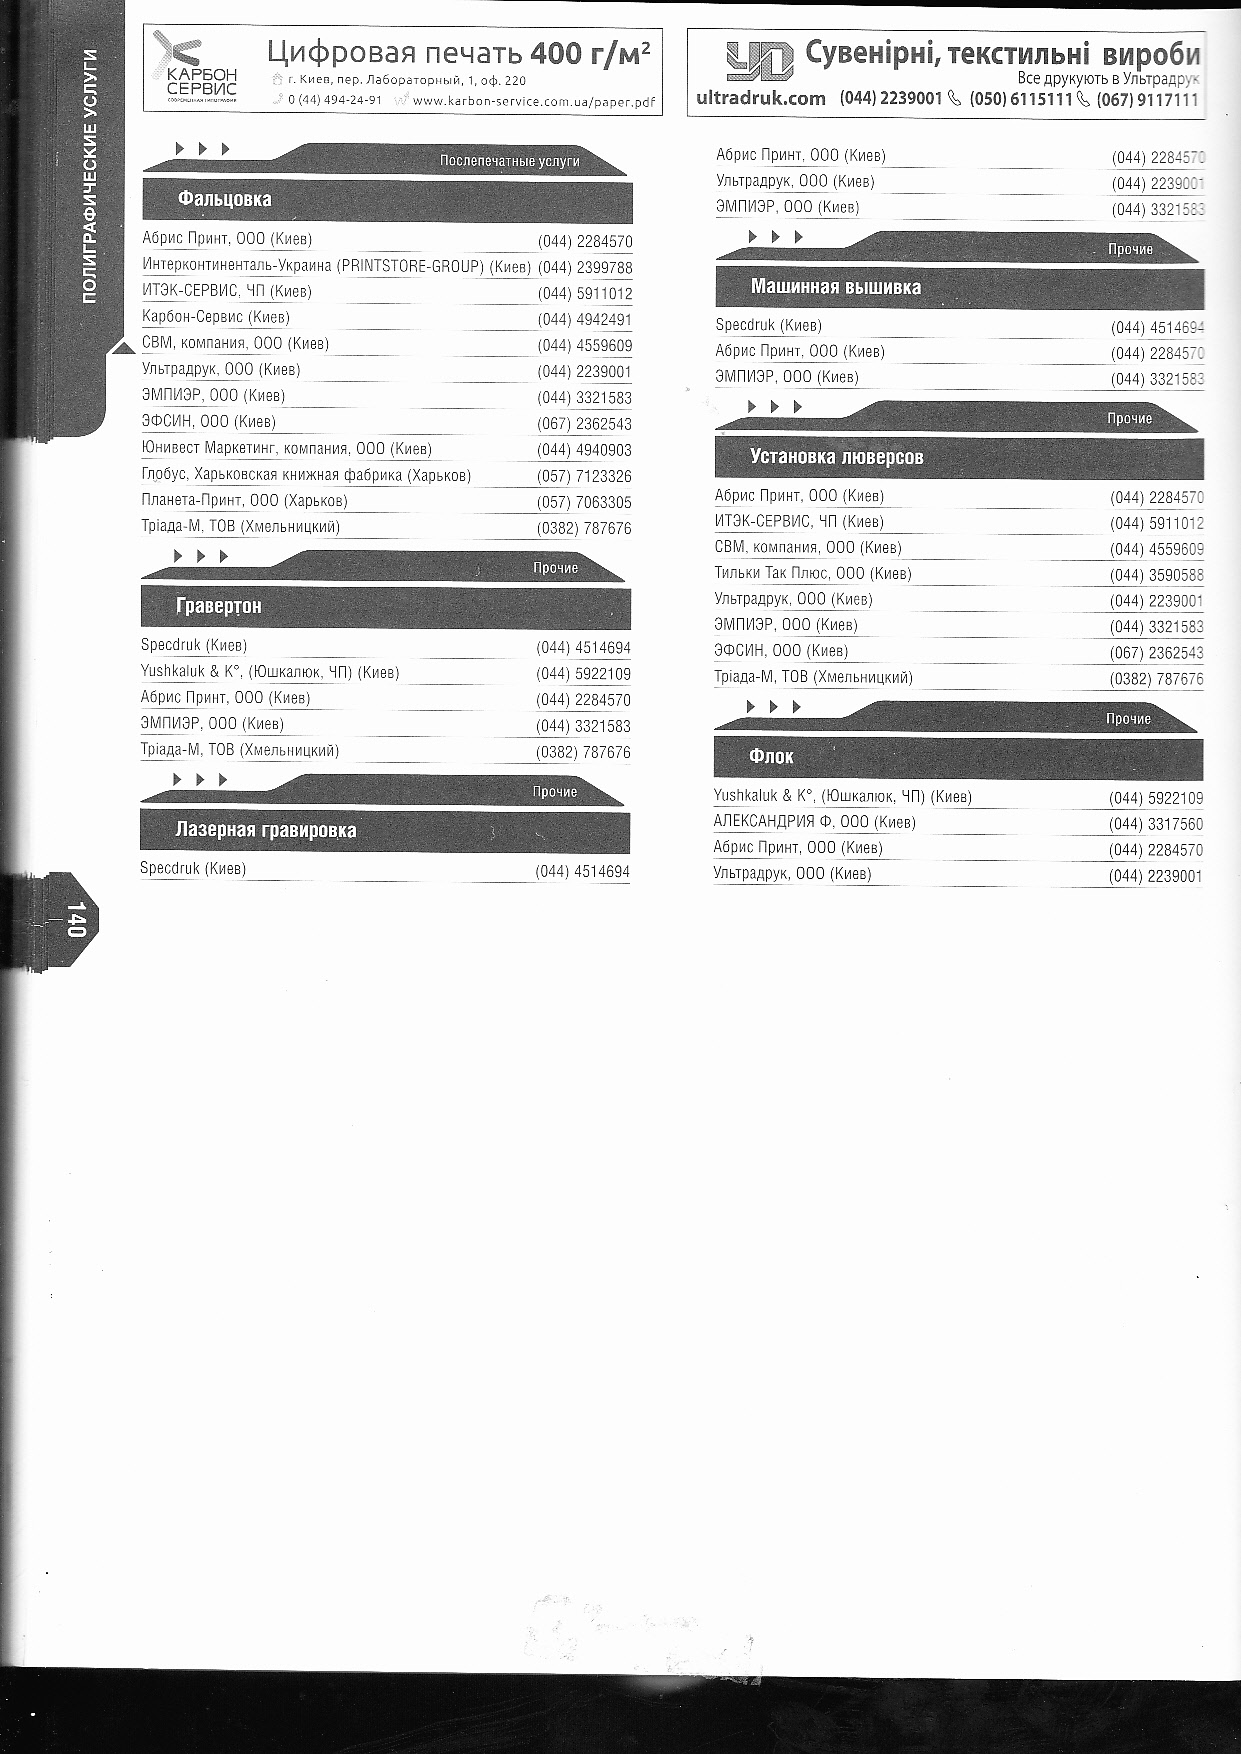 ПОЛИГРАФИЧЕСКИЕ УСЛУГИ
КАРБОН
СЕРВИС
Цифровая печать 400 г/м²
г. Киев, пер. Лабораторный, 1, оф. 220
0 (44) 494-24-91 www.karbon-service.com.ua/paper.pdf
УД Сувенірні, текстильні вироби
Все друкують в Ультрадрук
ultradruk.com (044) 2239001 (050) 6115111 (067) 9117111
Послепечатные услуги
Фальцовка
Абрис Принт, ООО (Киев) (044) 2284570
Интерконтиненталь-Украина (PRINTSTORE-GROUP) (Киев) (044) 2399788
ИТЭК-СЕРВИС, ЧП (Киев) (044) 5911012
Карбон-Сервис (Киев) (044) 4942491
СВМ, компания, ООО (Киев) (044) 4559609
Ультрадрук, ООО (Киев) (044) 2239001
ЭМПИЭР, ООО (Киев) (044) 3321583
ЭФСИН, ООО (Киев) (067) 2362543
Юнивест Маркетинг, компания, ООО (Киев) (044) 4940903
Глобус, Харьковская книжная фабрика (Харьков) (057) 7123326
Планета-Принт, ООО (Харьков) (057) 7063305
Тріада-М, ТОВ (Хмельницкий) (0382) 787676
Прочие
Гравертон
Specdruk (Киев) (044) 4514694
Yushkaluk & K°, (Юшкалюк, ЧП) (Киев) (044) 5922109
Абрис Принт, ООО (Киев) (044) 2284570
ЭМПИЭР, ООО (Киев) (044) 3321583
Тріада-М, ТОВ (Хмельницкий) (0382) 787676
Прочие
Лазерная гравировка
Specdruk (Киев) (044) 4514694
Абрис Принт, ООО (Киев) (044) 2284570
Ультрадрук, ООО (Киев) (044) 2239001
ЭМПИЭР, ООО (Киев) (044) 3321583
Прочие
Машинная вышивка
Specdruk (Киев) (044) 4514694
Абрис Принт, ООО (Киев) (044) 2284570
ЭМПИЭР, ООО (Киев) (044) 3321583
Прочие
Установка люверсов
Абрис Принт, ООО (Киев) (044) 2284570
ИТЭК-СЕРВИС, ЧП (Киев) (044) 5911012
СВМ, компания, ООО (Киев) (044) 4559609
Тильки Так Плюс, ООО (Киев) (044) 3590588
Ультрадрук, ООО (Киев) (044) 2239001
ЭМПИЭР, ООО (Киев) (044) 3321583
ЭФСИН, ООО (Киев) (067) 2362543
Тріада-М, ТОВ (Хмельницкий) (0382) 787676
Прочие
Флок
Yushkaluk & K°, (Юшкалюк, ЧП) (Киев) (044) 5922109
АЛЕКСАНДРИЯ Ф, ООО (Киев) (044) 3317560
Абрис Принт, ООО (Киев) (044) 2284570
Ультрадрук, ООО (Киев) (044) 2239001
140